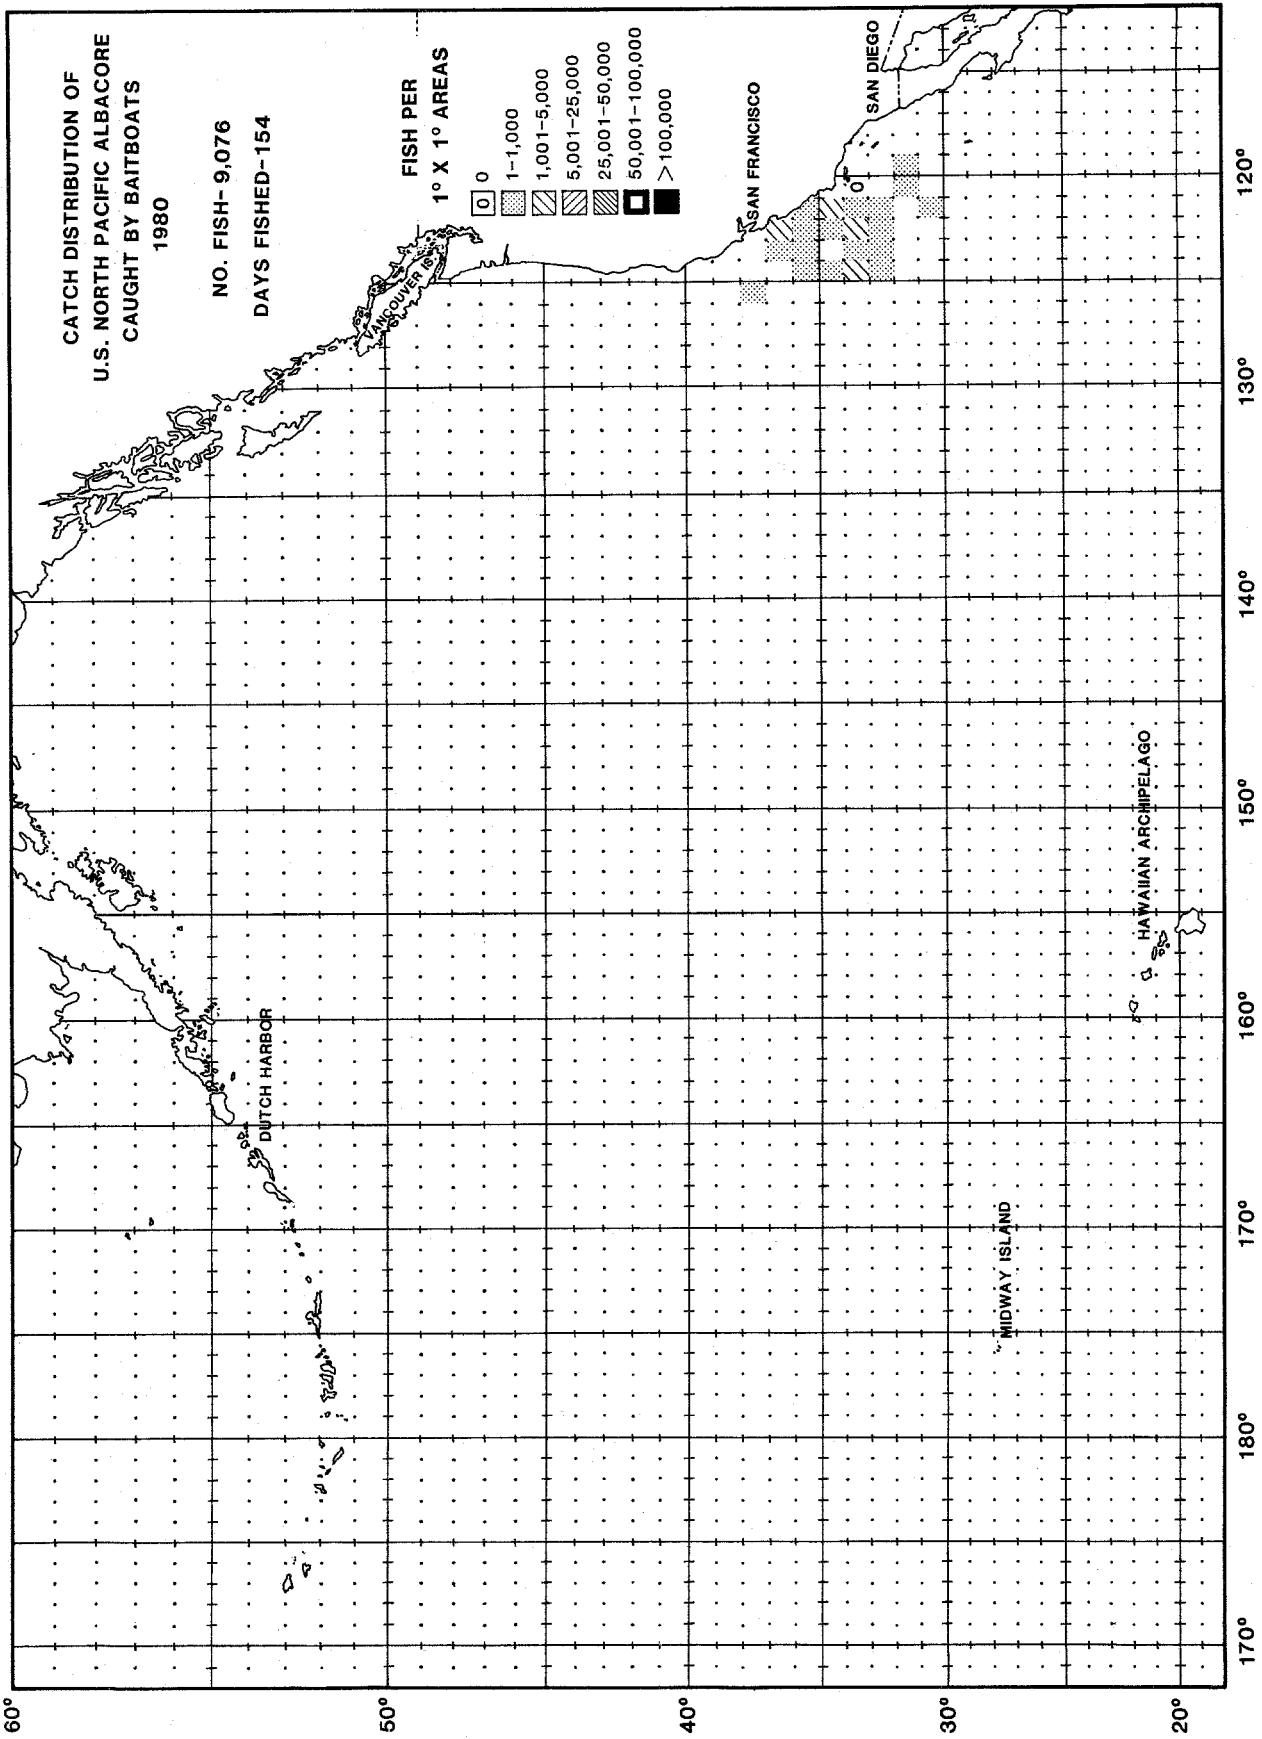 CATCH DISTRIBUTION OF
U.S. NORTH PACIFIC ALBACORE
CAUGHT BY BAITBOATS
1980
NO. FISH- 9,076
DAYS FISHED-154
FISH PER
1° X 1° AREAS
0 0
1-1,000
1,001-5,000
5,001-25,000
25,001-50,000
50,001-100,000
>100,000
VANCOUVER IS.
SAN FRANCISCO
SAN DIEGO
0
DUTCH HARBOR
HAWAIIAN ARCHIPELAGO
MIDWAY ISLAND
60°
50°
40°
30°
20°
170°
180°
170°
160°
150°
140°
130°
120°